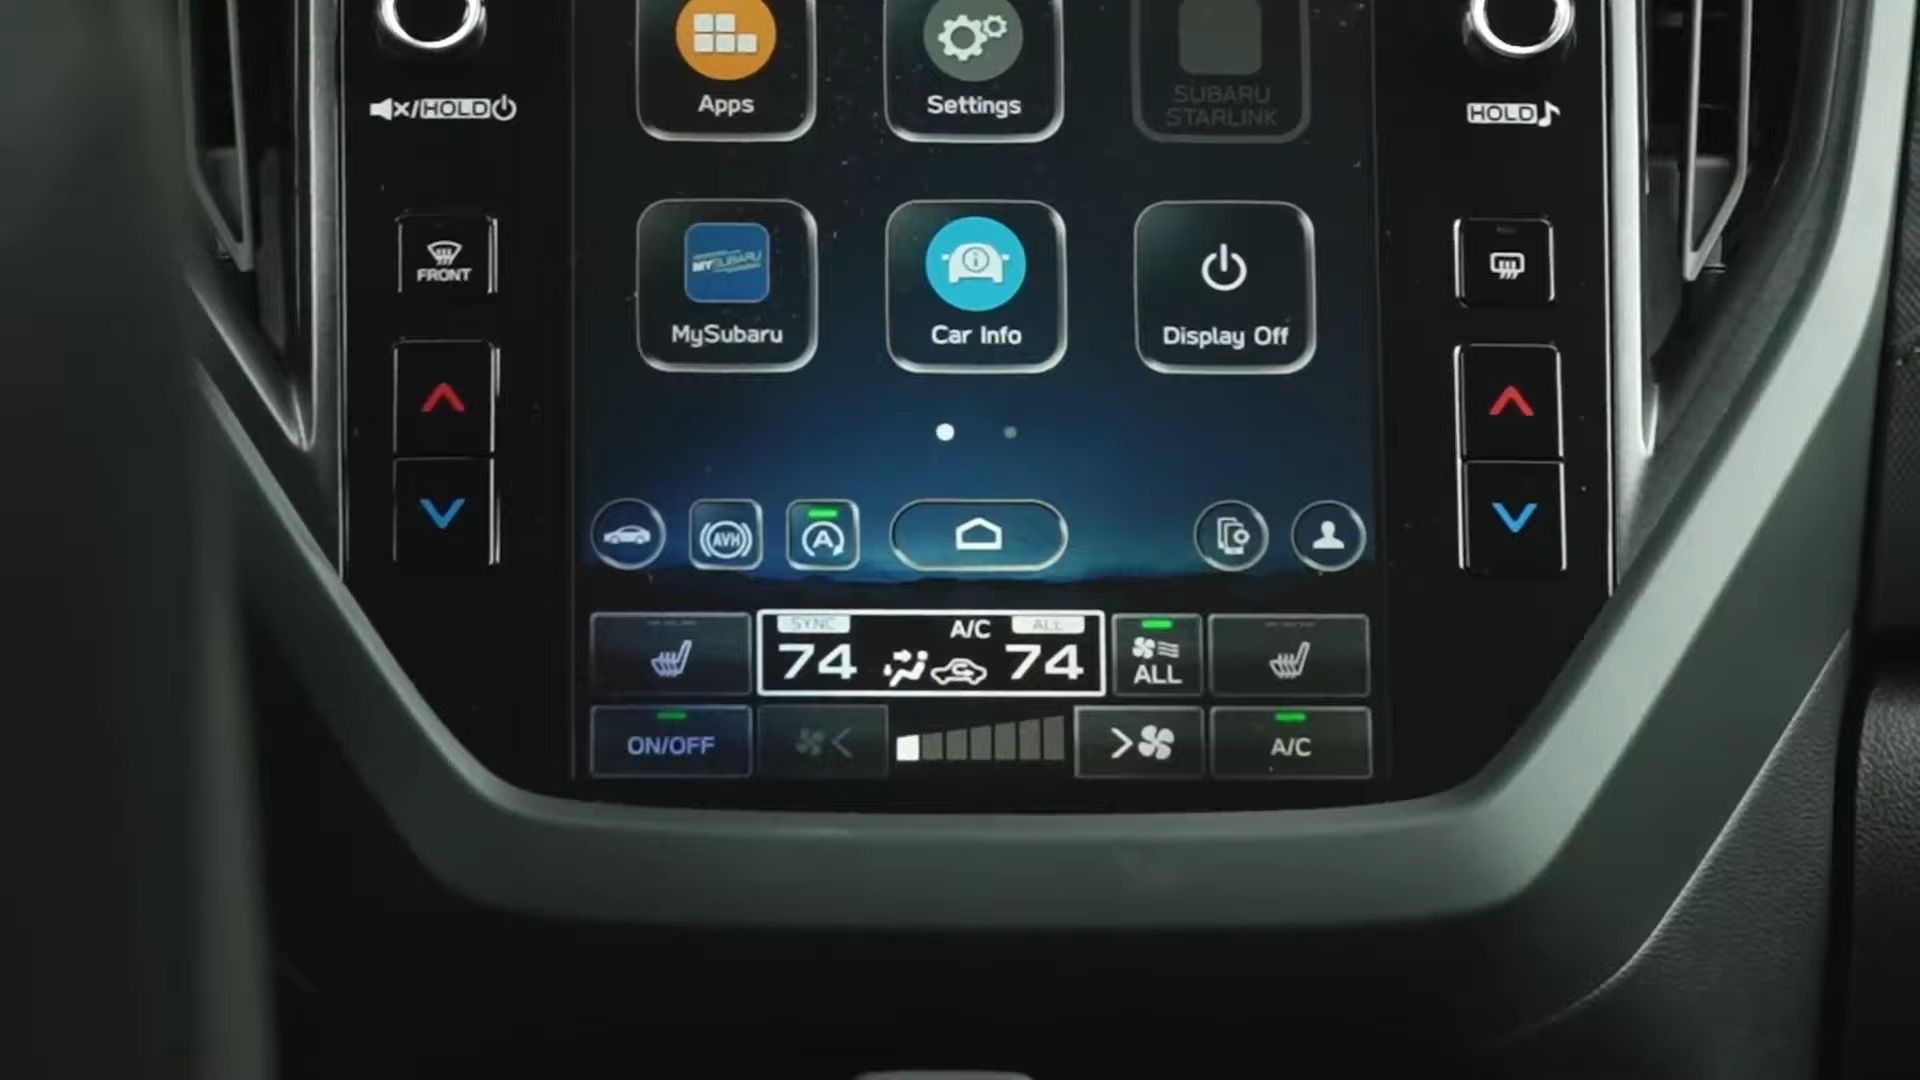 Apps
Settings
SUBARU
STARLINK
/HOLD
HOLD
FRONT
MYSUBARU
MySubaru
Car Info
Display Off
AVH
A
SYNC
A/C
ALL
74
74
ALL
ON/OFF
A/C